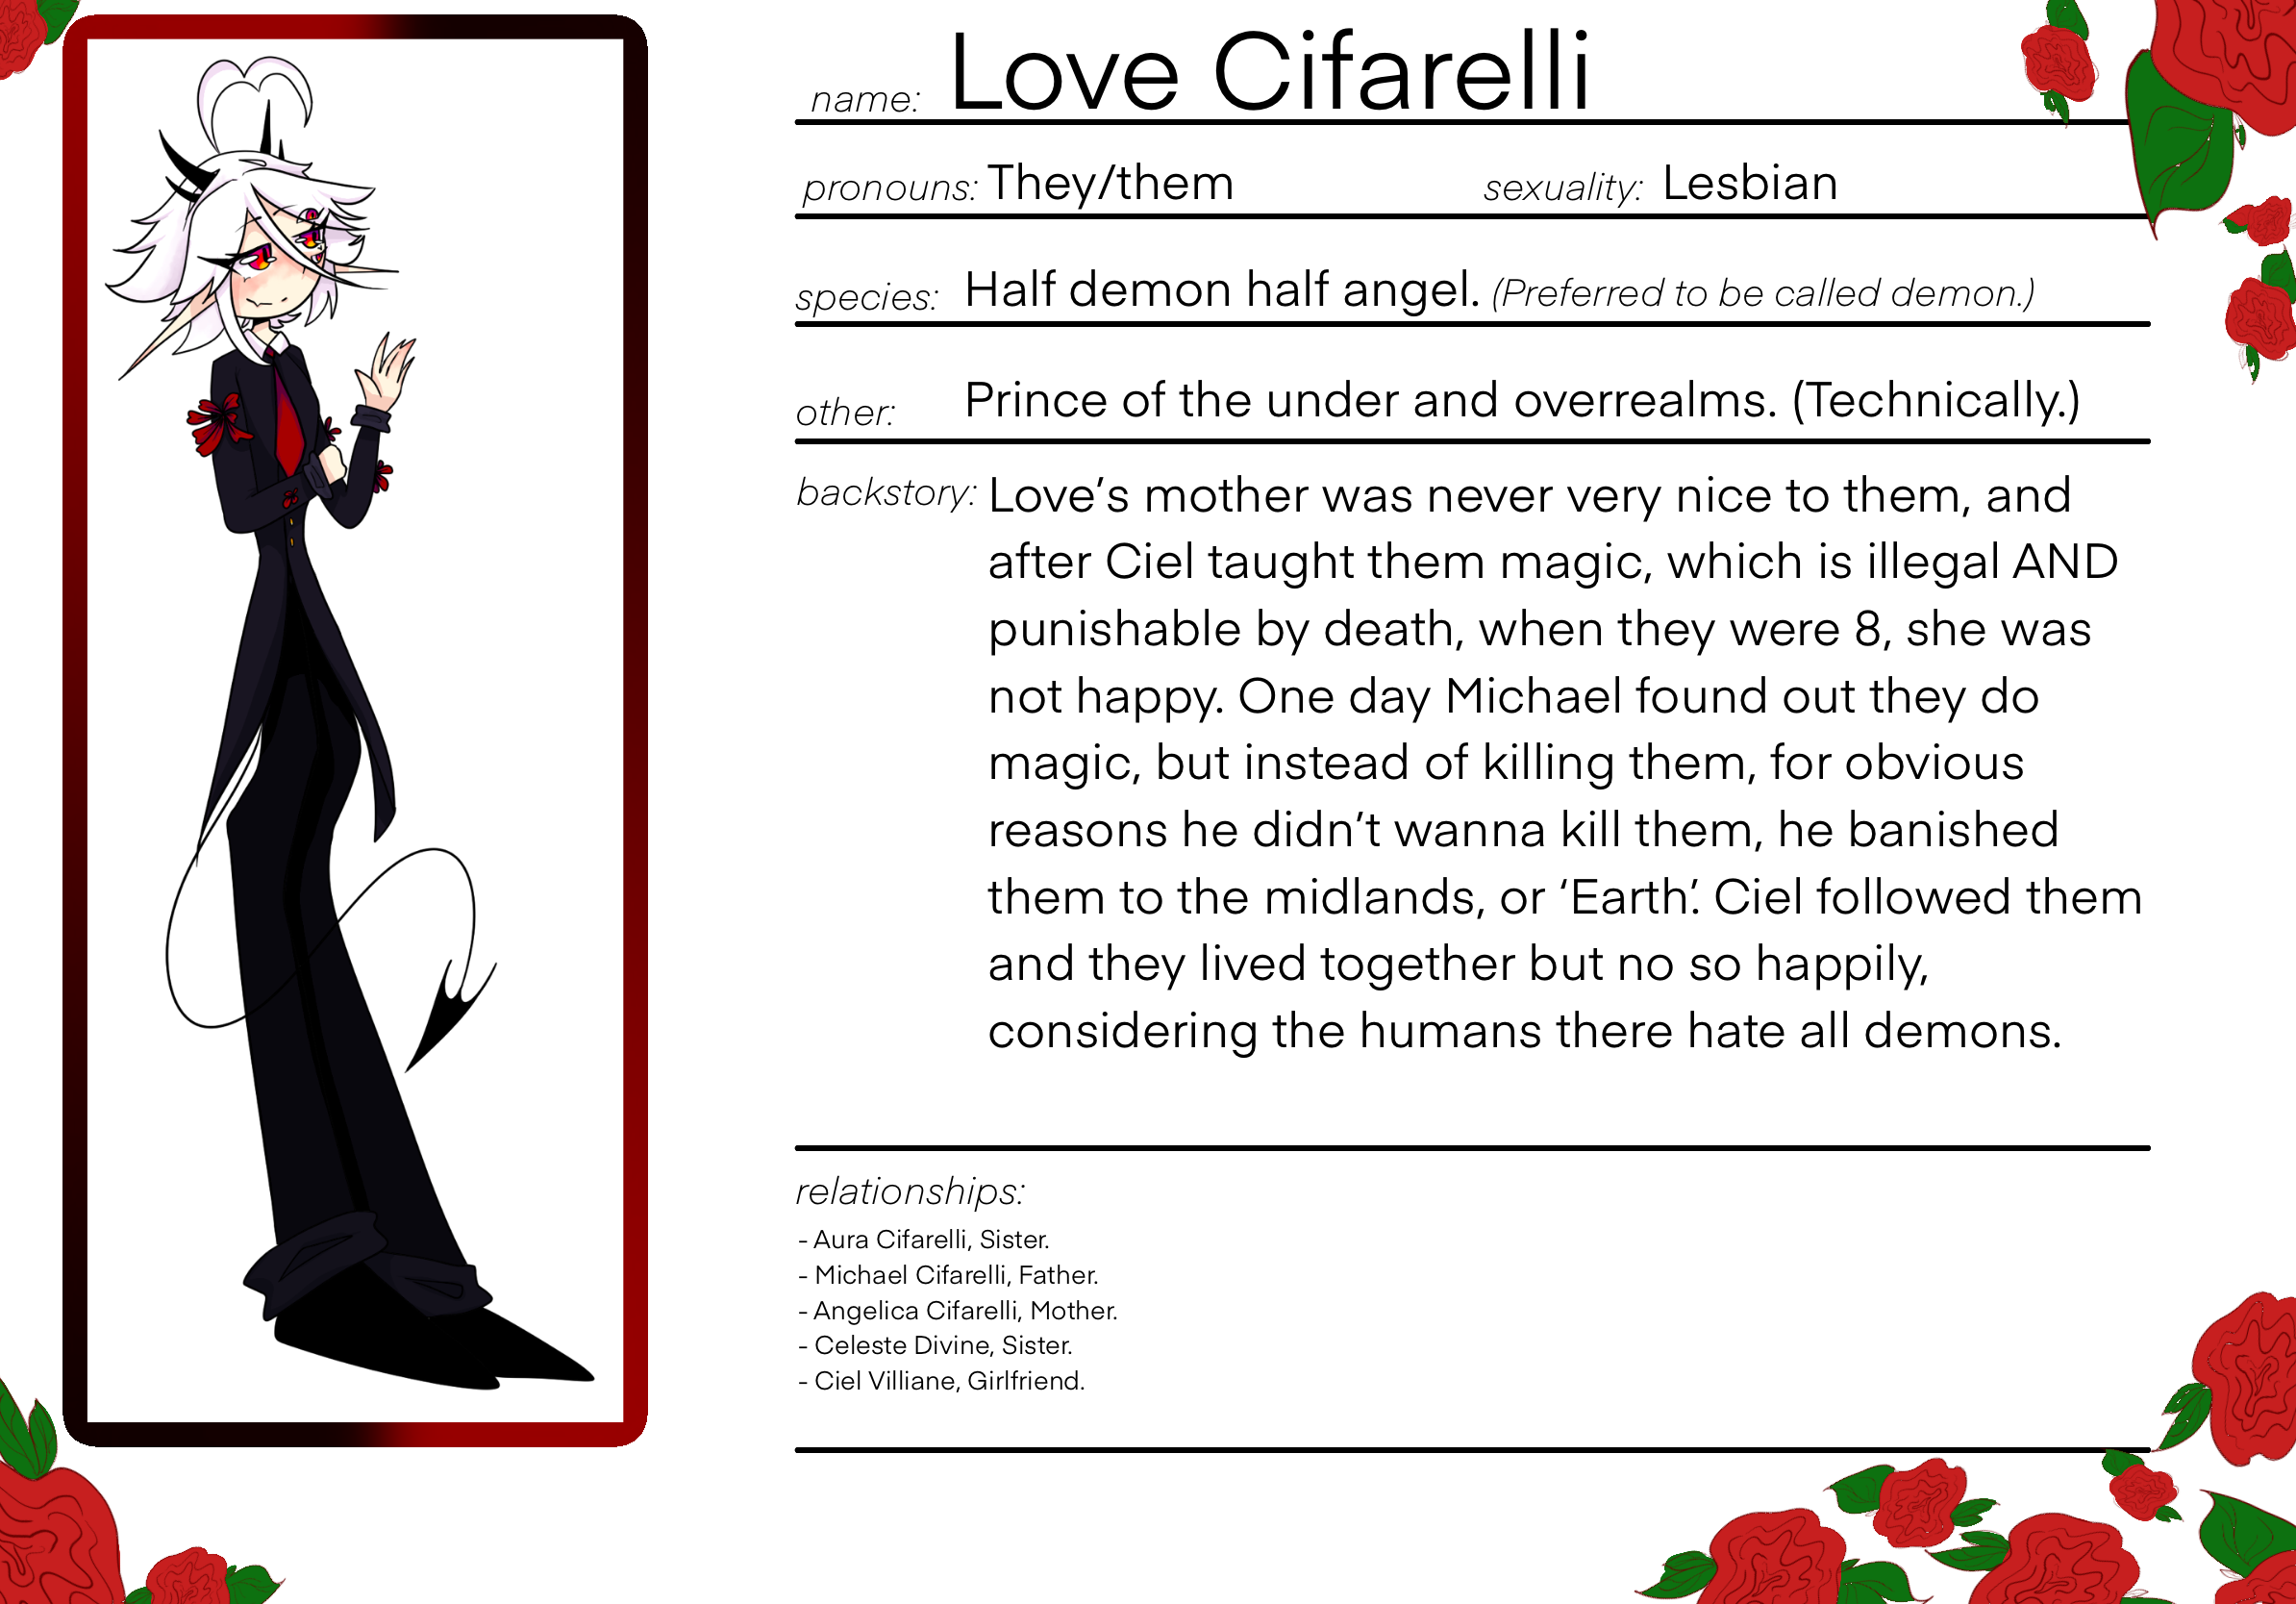 name: Love Cifarelli
pronouns: They/them sexuality: Lesbian
species: Half demon half angel. (Preferred to be called demon.)
other: Prince of the under and overrealms. (Technically.)
backstory: Love’s mother was never very nice to them, and
after Ciel taught them magic, which is illegal AND
punishable by death, when they were 8, she was
not happy. One day Michael found out they do
magic, but instead of killing them, for obvious
reasons he didn’t wanna kill them, he banished
them to the midlands, or ‘Earth’. Ciel followed them
and they lived together but no so happily,
considering the humans there hate all demons.
relationships:
- Aura Cifarelli, Sister.
- Michael Cifarelli, Father.
- Angelica Cifarelli, Mother.
- Celeste Divine, Sister.
- Ciel Villiane, Girlfriend.